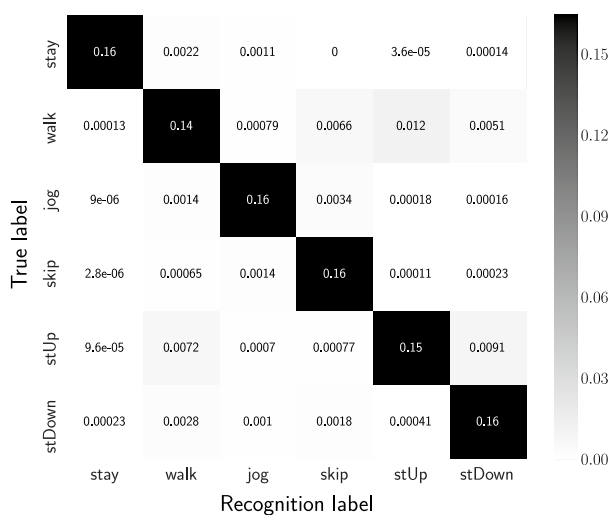 stay 0.16 0.0022 0.0011 0 3.6e-05 0.00014
walk 0.00013 0.14 0.00079 0.0066 0.012 0.0051
jog 9e-06 0.0014 0.16 0.0034 0.00018 0.00016
skip 2.8e-06 0.00065 0.0014 0.16 0.00011 0.00023
stUp 9.6e-05 0.0072 0.0007 0.00077 0.15 0.0091
stDown 0.00023 0.0028 0.001 0.0018 0.00041 0.16
stay walk jog skip stUp stDown
Recognition label
True label
0.15
0.12
0.09
0.06
0.03
0.00